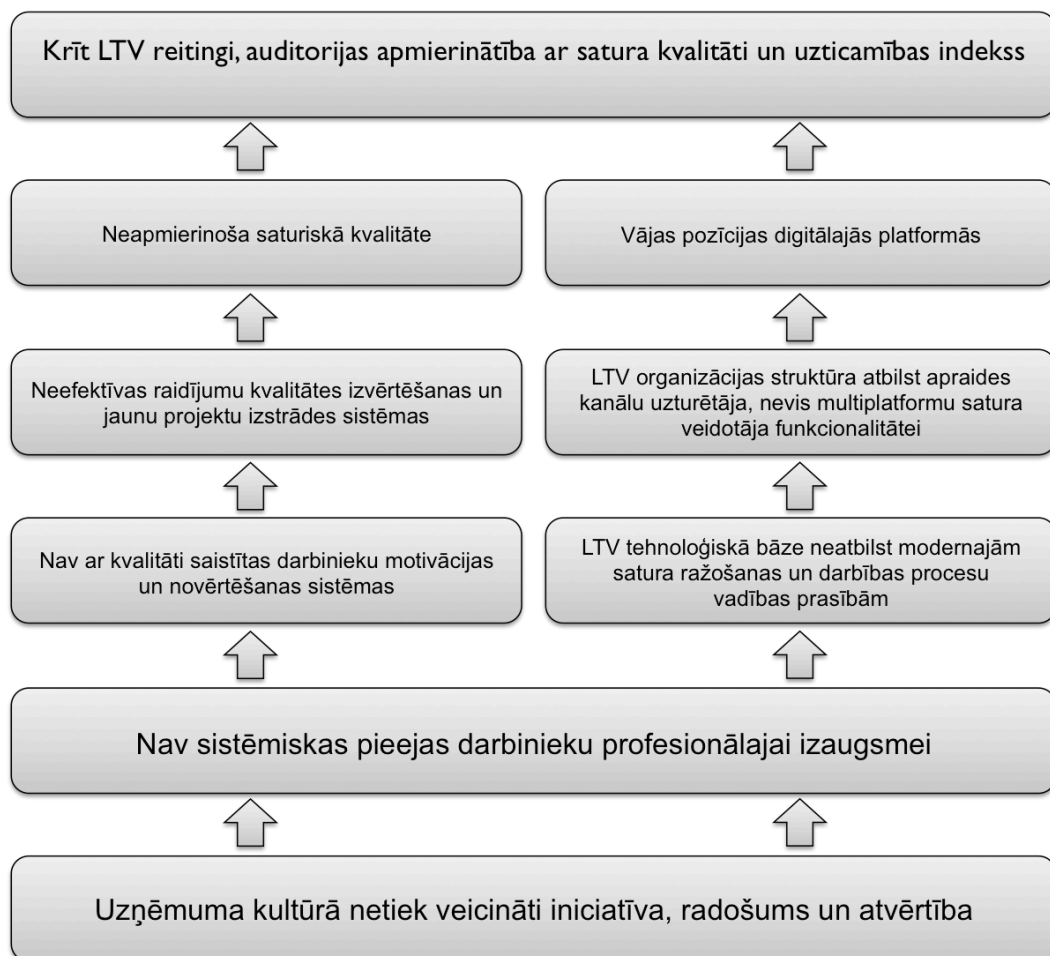 Krīt LTV reitingi, auditorijas apmierinātība ar satura kvalitāti un uzticamības indekss
Neapmierinoša saturiskā kvalitāte
Vājas pozīcijas digitālajās platformās
Neefektīvas raidījumu kvalitātes izvērtēšanas un
jaunu projektu izstrādes sistēmas
LTV organizācijas struktūra atbilst apraides
kanālu uzturētāja, nevis multiplatformu satura
veidotāja funkcionalitātei
Nav ar kvalitāti saistītas darbinieku motivācijas
un novērtēšanas sistēmas
LTV tehnoloģiskā bāze neatbilst modernajām
satura ražošanas un darbības procesu
vadības prasībām
Nav sistēmiskas pieejas darbinieku profesionālajai izaugsmei
Uzņēmuma kultūrā netiek veicināti iniciatīva, radošums un atvērtība